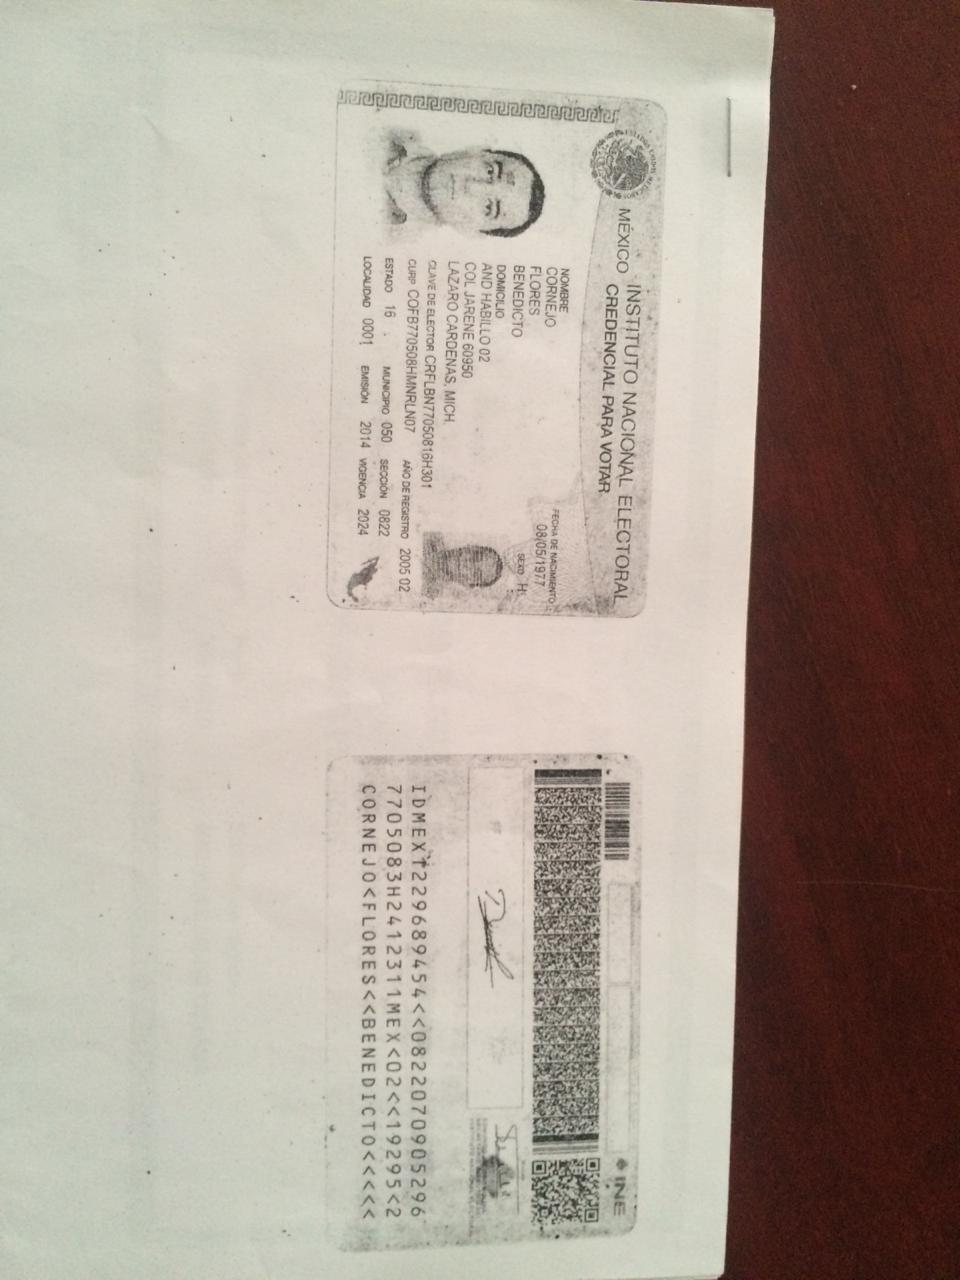 MÉXICO INSTITUTO NACIONAL ELECTORAL
CREDENCIAL PARA VOTAR
NOMBRE
CORNEJO
FLORES
BENEDICTO
DOMICILIO
AND HABILLO 02
COL JARENE 60950
LAZARO CARDENAS, MICH.
FECHA DE NACIMIENTO
08/05/1977
SEXO H
CLAVE DE ELECTOR CRFLBN77050816H301
CURP COFB770508HMNRLN07 AÑO DE REGISTRO 2005 02
ESTADO 16 MUNICIPIO 050 SECCIÓN 0822
LOCALIDAD 0001 EMISIÓN 2014 VIGENCIA 2024
INE
INSTITUTO NACIONAL ELECTORAL
IDMEX1229689454<<0822070905296
7705083H2412311MEX<02<<19295<2
CORNEJO<FLORES<<BENEDICTO<<<<<